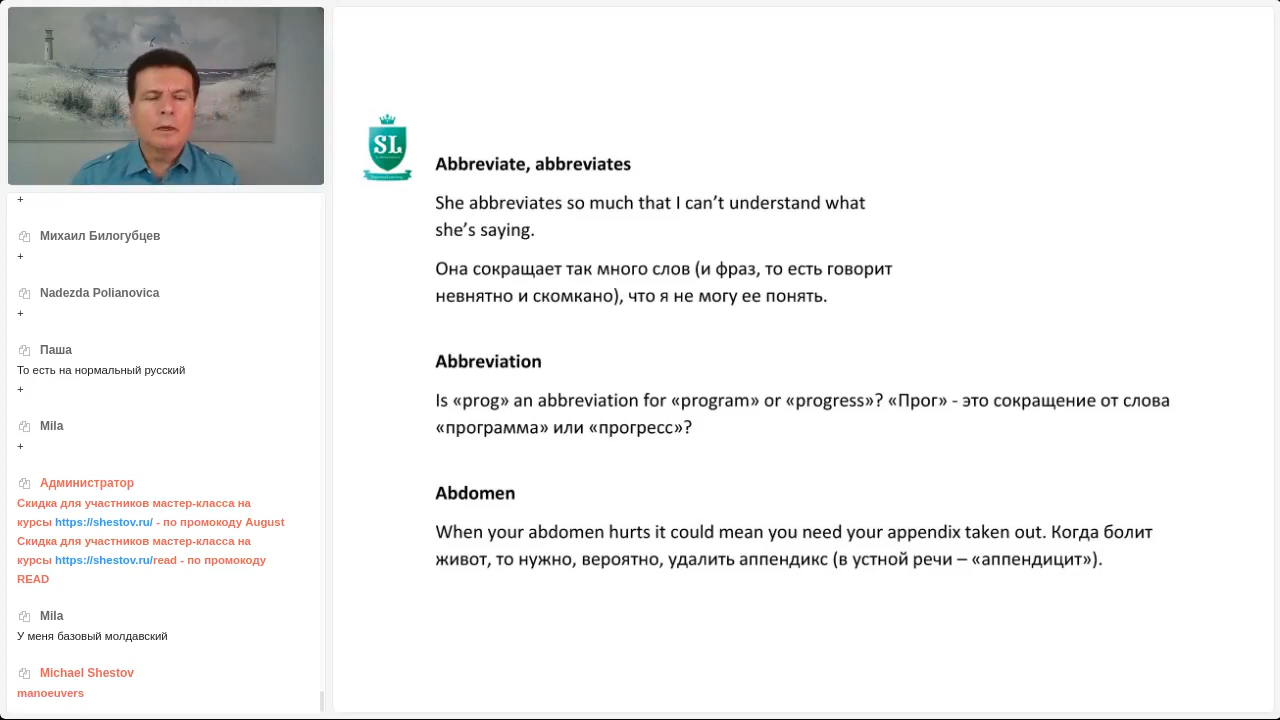 +
Михаил Билогубцев
+
Nadezda Polianovica
+
Паша
То есть на нормальный русский
+
Mila
+
Администратор
Скидка для участников мастер-класса на
курсы https://shestov.ru/ - по промокоду August
Скидка для участников мастер-класса на
курсы https://shestov.ru/read - по промокоду
READ
Mila
У меня базовый молдавский
Michael Shestov
manoeuvers
SL
Abbreviate, abbreviates
She abbreviates so much that I can’t understand what
she’s saying.
Она сокращает так много слов (и фраз, то есть говорит
невнятно и скомкано), что я не могу ее понять.
Abbreviation
Is «prog» an abbreviation for «program» or «progress»? «Прог» - это сокращение от слова
«программа» или «прогресс»?
Abdomen
When your abdomen hurts it could mean you need your appendix taken out. Когда болит
живот, то нужно, вероятно, удалить аппендикс (в устной речи – «аппендицит»).